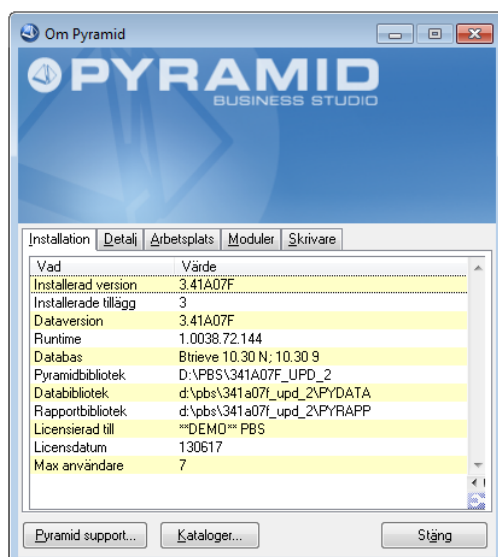 Om Pyramid
PYRAMID
BUSINESS STUDIO
Installation Detalj Arbetsplats Moduler Skrivare
Vad Värde
Installerad version 3.41A07F
Installerade tillägg 3
Dataversion 3.41A07F
Runtime 1.0038.72.144
Databas Btrieve 10.30 N; 10.30 9
Pyramidbibliotek D:\PBS\341A07F_UPD_2
Databibliotek d:\pbs\341a07f_upd_2\PYDATA
Rapportbibliotek d:\pbs\341a07f_upd_2\PYRAPP
Licensierad till **DEMO** PBS
Licensdatum 130617
Max användare 7
Pyramid support... Kataloger... Stäng